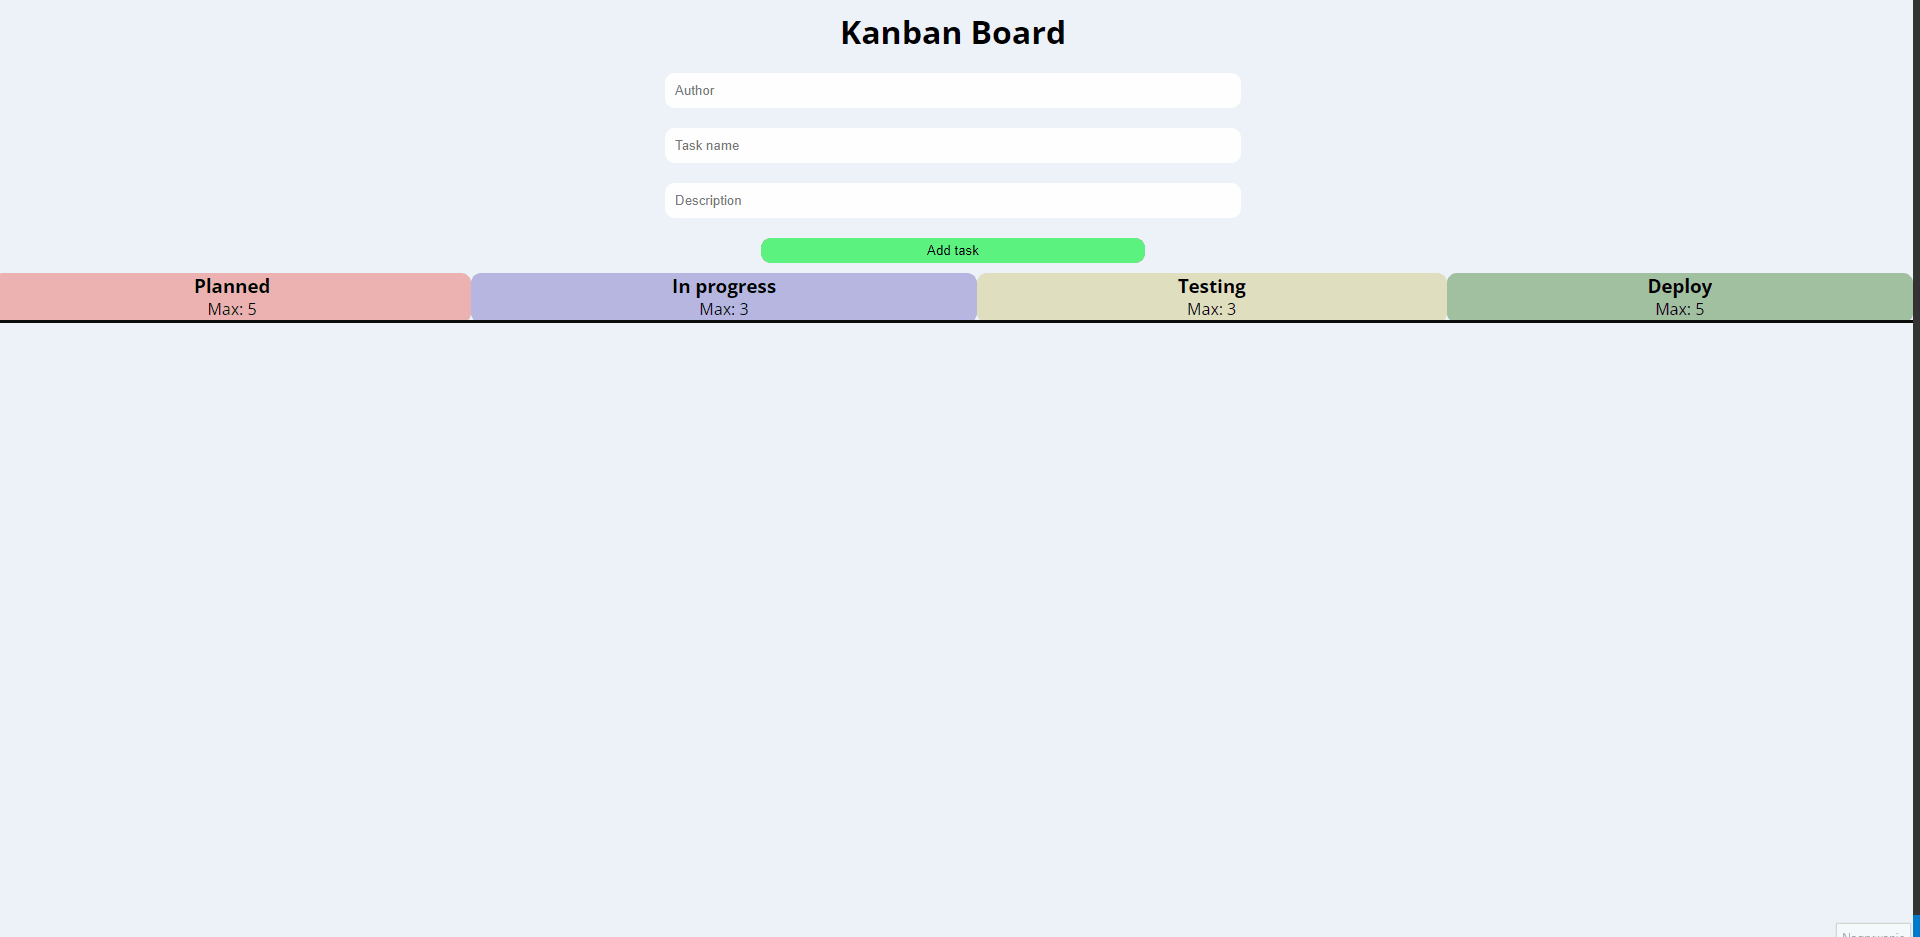 Kanban Board
Author
Task name
Description
Add task
Planned
Max: 5
In progress
Max: 3
Testing
Max: 3
Deploy
Max: 5